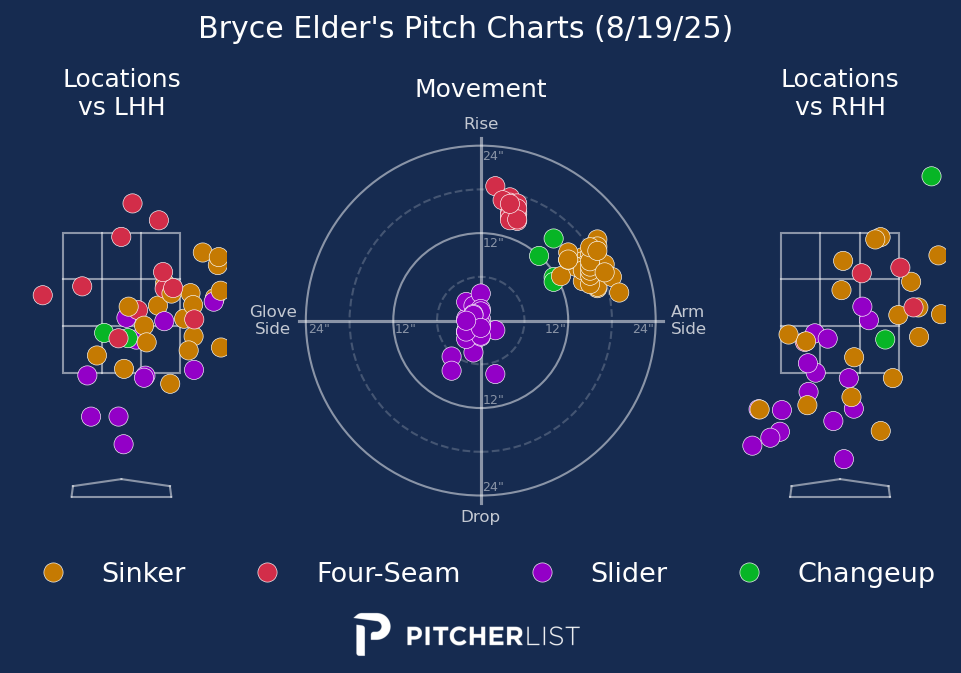 Bryce Elder's Pitch Charts (8/19/25)
Locations
vs LHH
Movement
Locations
vs RHH
Rise
24"
12"
Glove
Side
24"
12"
12"
24"
Arm
Side
12"
24"
Drop
Sinker
Four-Seam
Slider
Changeup
PITCHERLIST